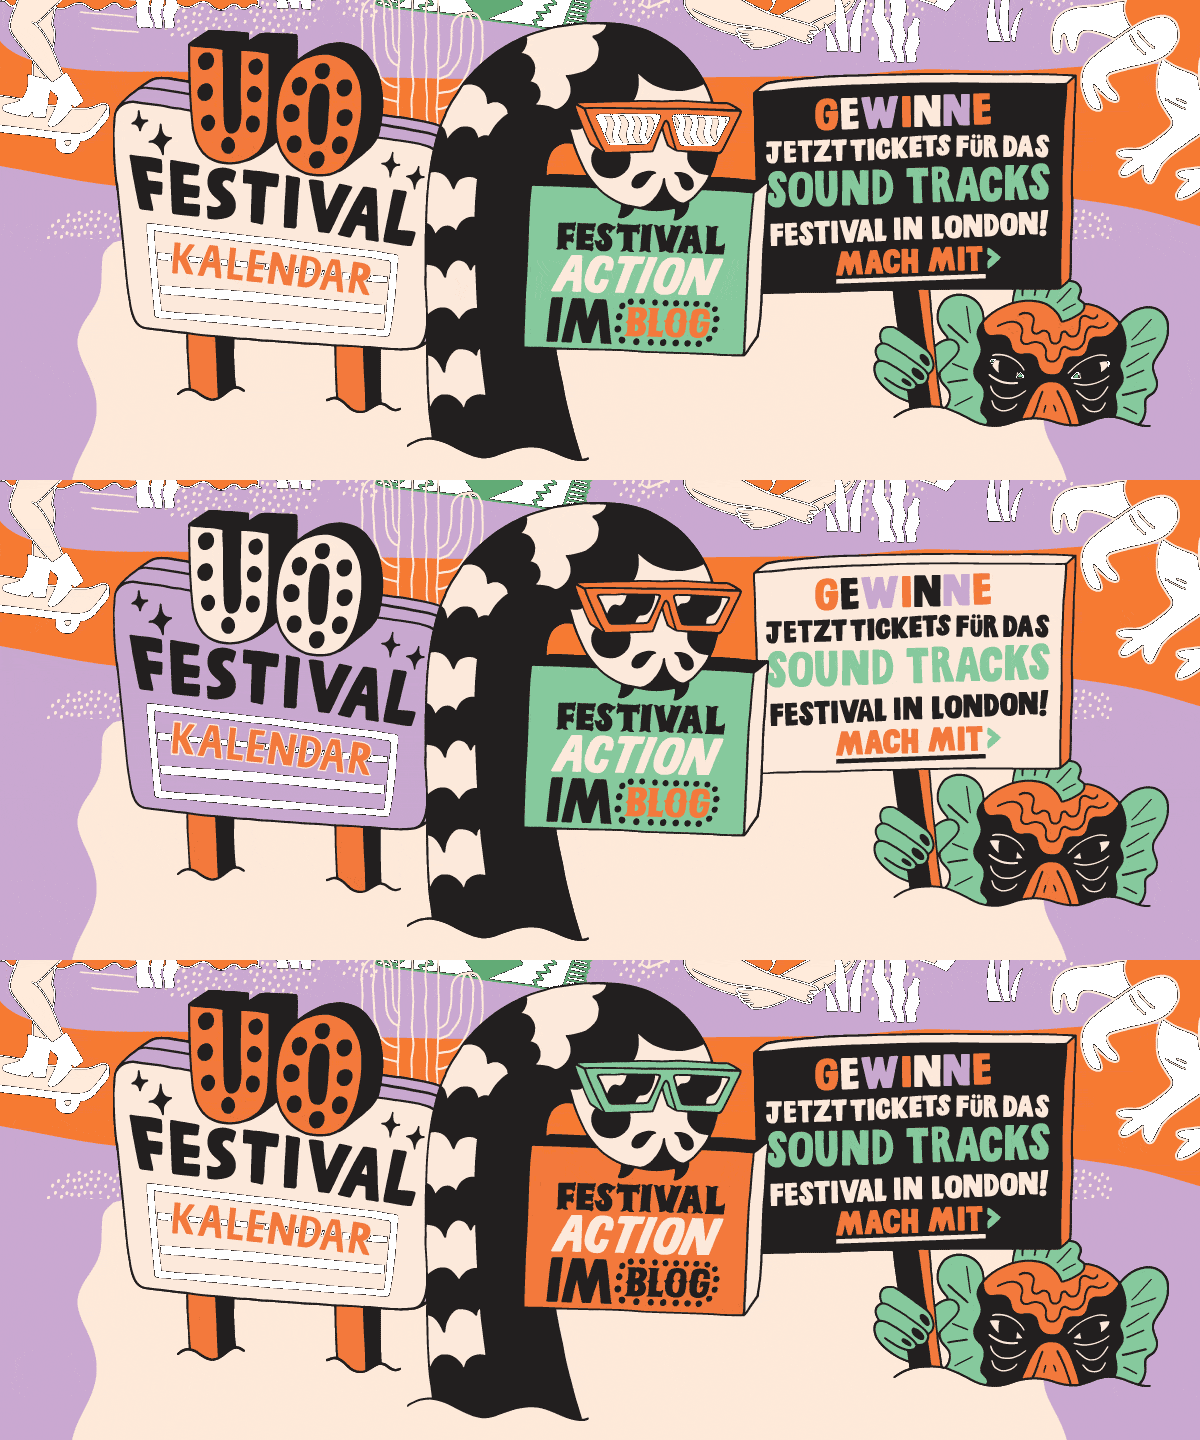 UO
FESTIVAL
KALENDAR
FESTIVAL
ACTION
IM BLOG
GEWINNE
JETZT TICKETS FÜR DAS
SOUND TRACKS
FESTIVAL IN LONDON!
MACH MIT>
UO
FESTIVAL
KALENDAR
FESTIVAL
ACTION
IM BLOG
GEWINNE
JETZT TICKETS FÜR DAS
SOUND TRACKS
FESTIVAL IN LONDON!
MACH MIT>
UO
FESTIVAL
KALENDAR
FESTIVAL
ACTION
IM BLOG
GEWINNE
JETZT TICKETS FÜR DAS
SOUND TRACKS
FESTIVAL IN LONDON!
MACH MIT>